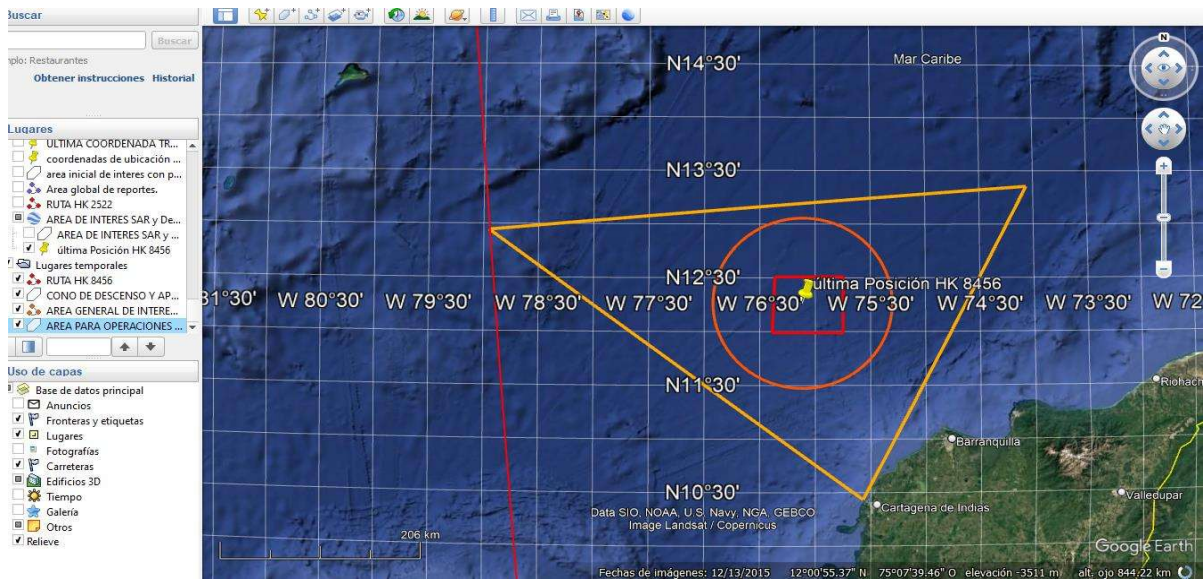 Buscar
Buscar
nplo: Restaurantes
Obtener instrucciones Historial
Lugares
ULTIMA COORDENADA TR...
coordenadas de ubicación ...
area inicial de interes con p...
Area global de reportes.
RUTA HK 2522
AREA DE INTERES SAR y De...
AREA DE INTERES SAR y ...
última Posición HK 8456
Lugares temporales
RUTA HK 8456
CONO DE DESCENSO Y AP...
AREA GENERAL DE INTERE...
AREA PARA OPERACIONES ...
Uso de capas
Base de datos principal
Anuncios
Fronteras y etiquetas
Lugares
Fotografías
Carreteras
Edificios 3D
Tiempo
Galería
Otros
Relieve
N
N14°30'
Mar Caribe
N13°30'
N12°30'
última Posición HK 8456
31°30' W 80°30' W 79°30' W 78°30' W 77°30' W 76°30' W 75°30' W 74°30' W 73°30' W 72°
N11°30'
Riohach
Barranquilla
N10°30'
Valledupar
Cartagena de Indias
Data SIO, NOAA, U.S. Navy, NGA, GEBCO
Image Landsat / Copernicus
206 km
Google Earth
Fechas de imágenes: 12/13/2015 12°00'55.37" N 75°07'39.46" O elevación -3511 m alt. ojo 844.22 km